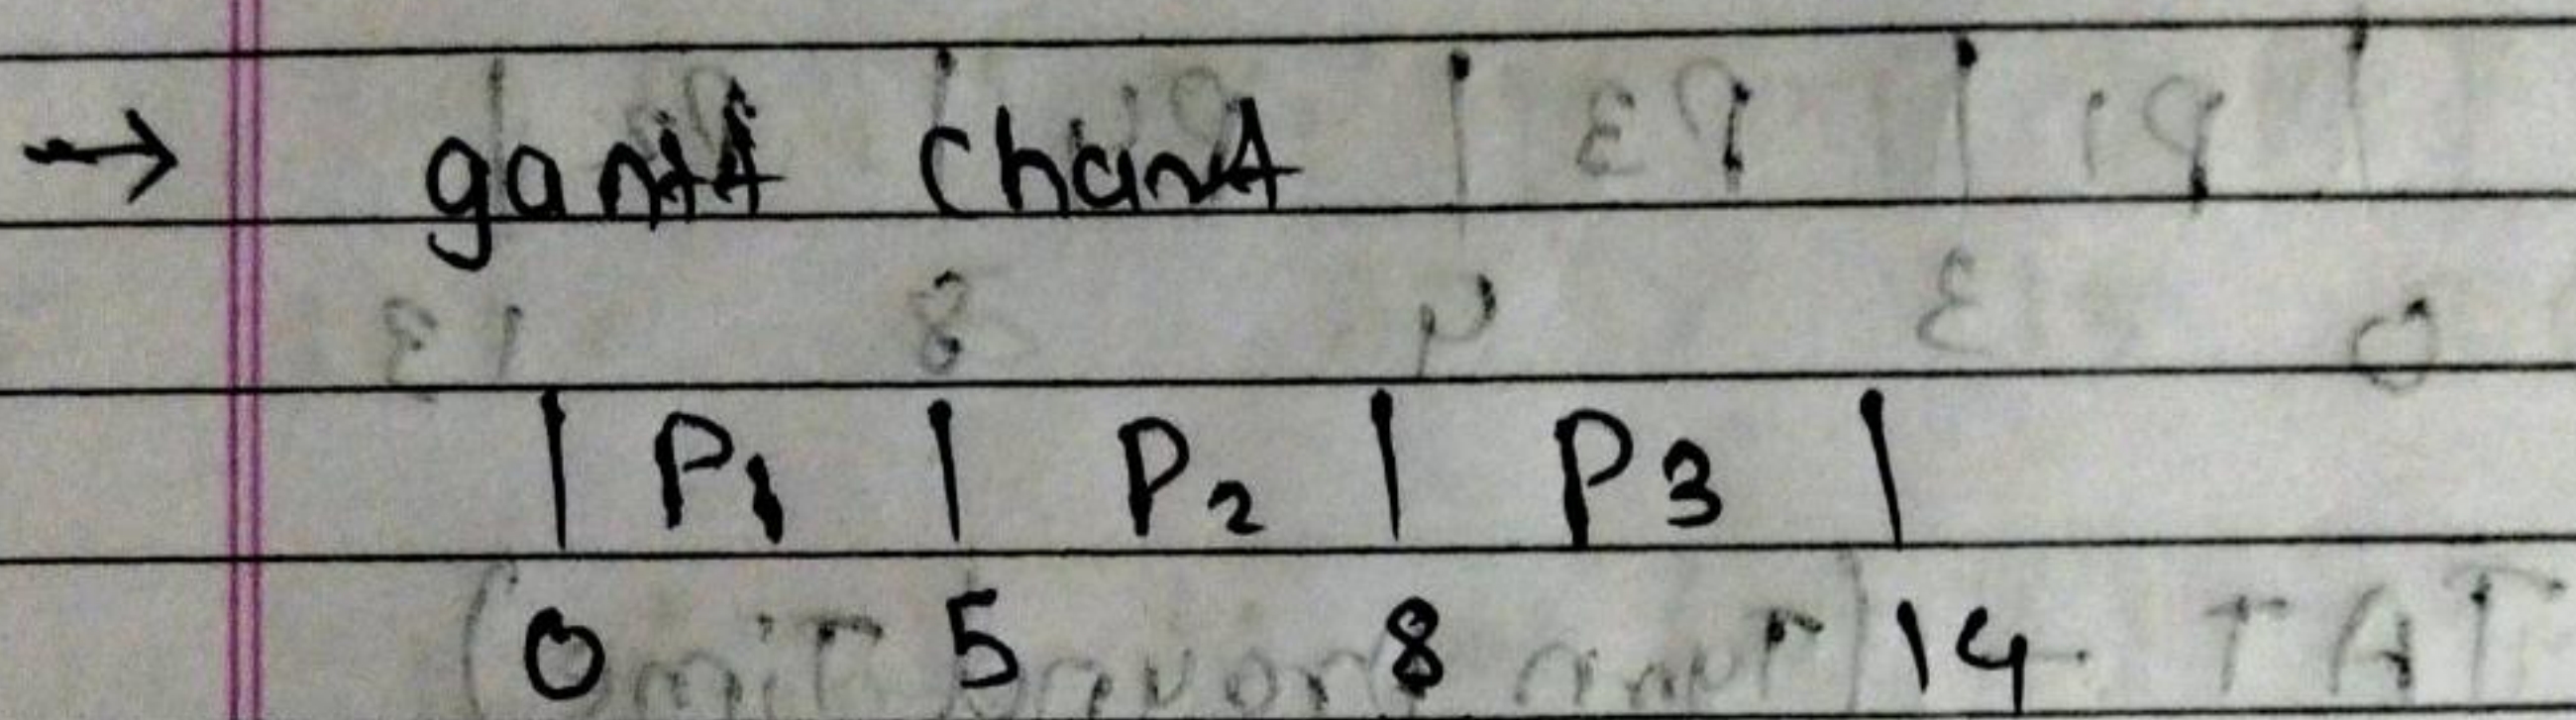 → gantt chart
| P1 | P2 | P3 |
0 5 8 14